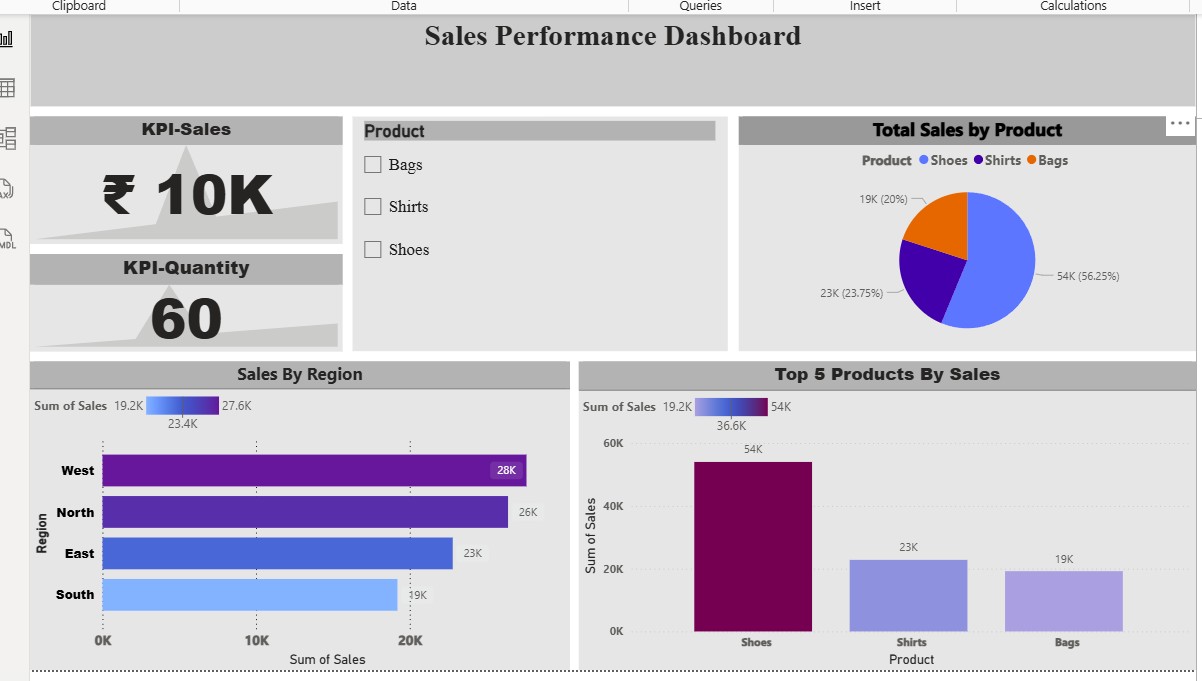 Clipboard
Data
Queries
Insert
Calculations
Sales Performance Dashboard
KPI-Sales
₹ 10K
KPI-Quantity
60
Product
Bags
Shirts
Shoes
Total Sales by Product
Product Shoes Shirts Bags
19K (20%)
54K (56.25%)
23K (23.75%)
Sales By Region
Sum of Sales 19.2K 27.6K
23.4K
Region
West 28K
North 26K
East 23K
South 19K
0K 10K 20K
Sum of Sales
Top 5 Products By Sales
Sum of Sales 19.2K 54K
36.6K
Sum of Sales
60K
40K
20K
0K
54K
23K
19K
Shoes Shirts Bags
Product